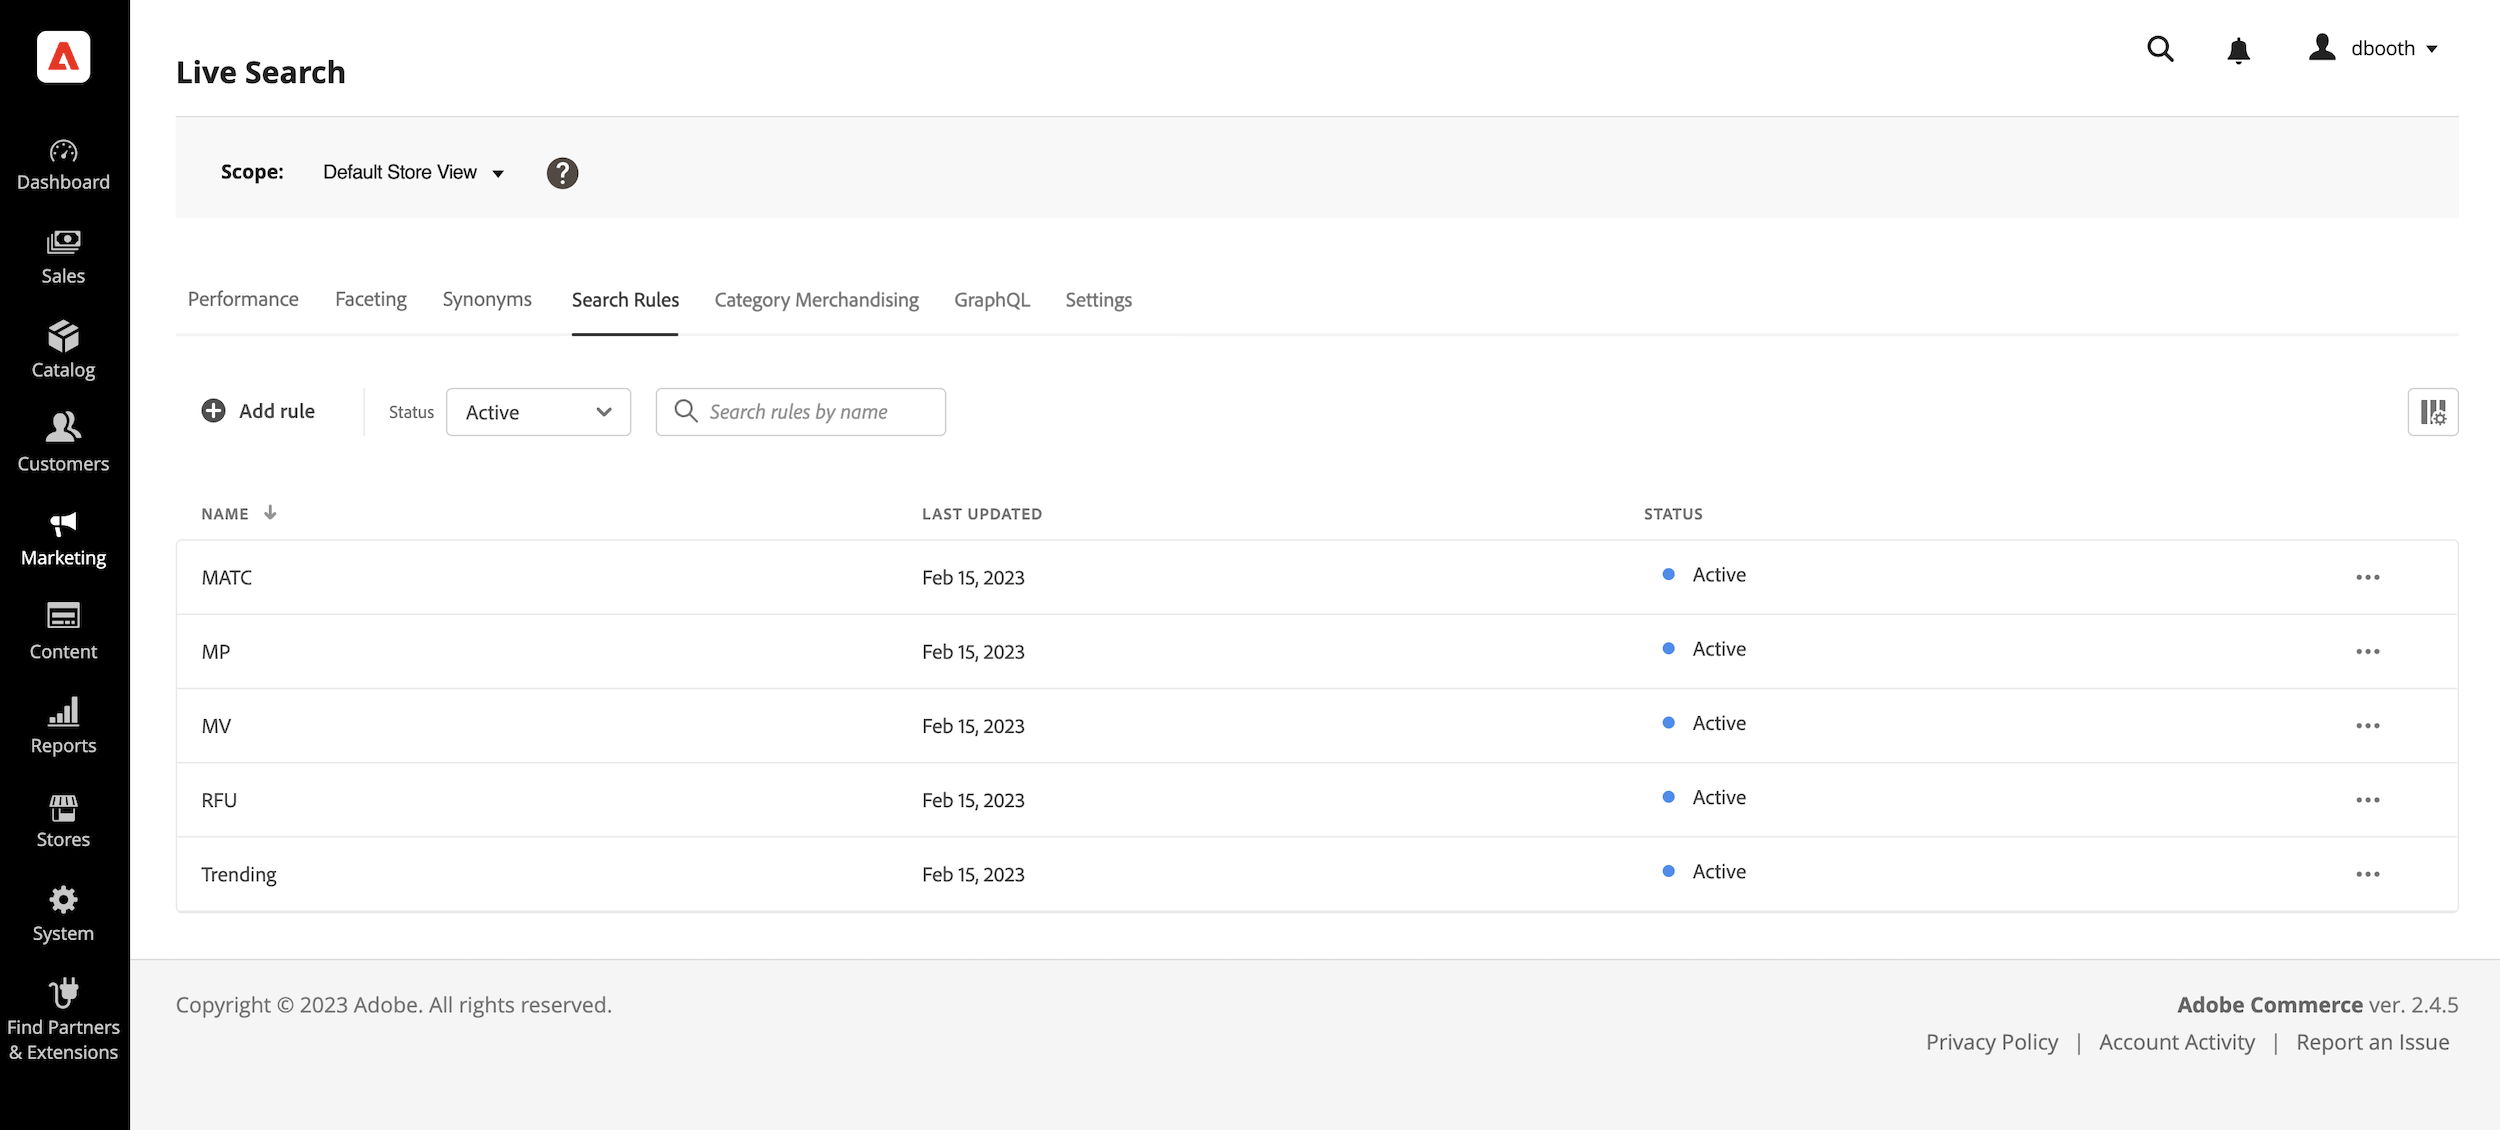 Live Search
dbooth
Scope: Default Store View ?
Dashboard
Sales
Catalog
Customers
Marketing
Content
Reports
Stores
System
Find Partners
& Extensions
Performance Faceting Synonyms Search Rules Category Merchandising GraphQL Settings
Add rule Status Active Search rules by name
NAME LAST UPDATED STATUS
MATC Feb 15, 2023 Active
MP Feb 15, 2023 Active
MV Feb 15, 2023 Active
RFU Feb 15, 2023 Active
Trending Feb 15, 2023 Active
Copyright © 2023 Adobe. All rights reserved.
Adobe Commerce ver. 2.4.5
Privacy Policy | Account Activity | Report an Issue